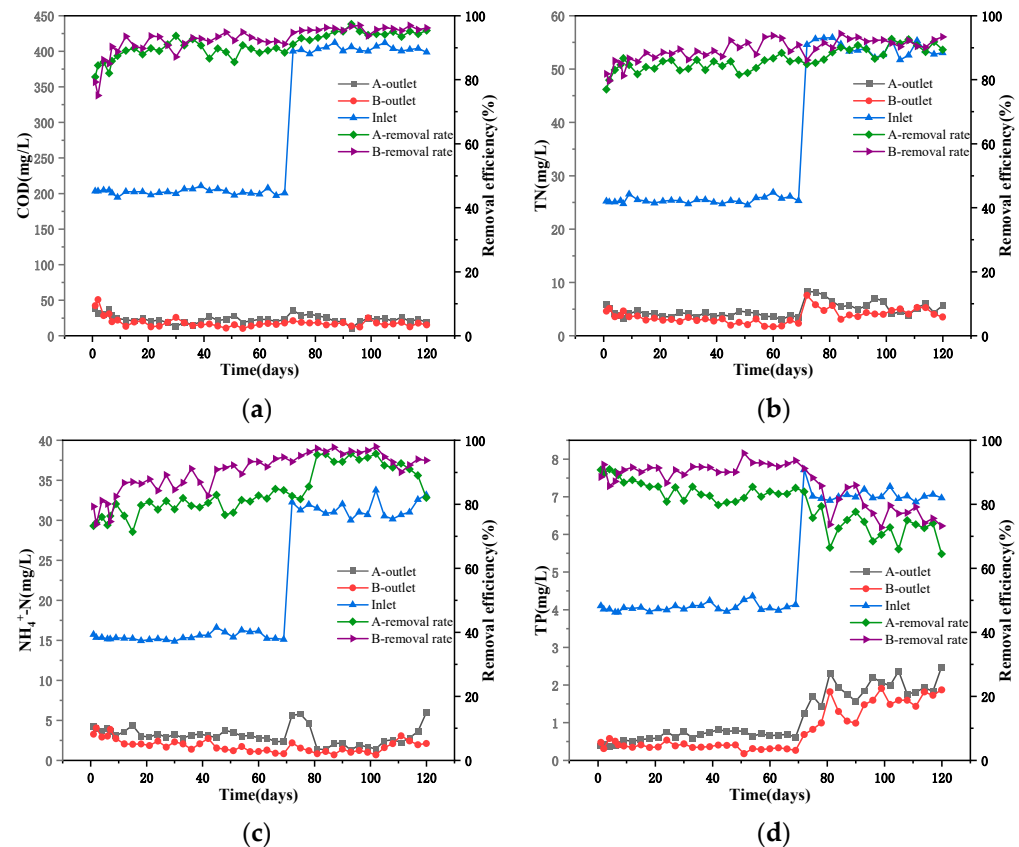 450
400
350
300
250
200
150
100
50
0
COD(mg/L)
100
80
60
40
20
0
Removal efficiency(%)
A-outlet
B-outlet
Inlet
A-removal rate
B-removal rate
0 20 40 60 80 100 120
Time(days)
(a)
60
50
40
30
20
10
0
TN(mg/L)
100
80
60
40
20
0
Removal efficiency(%)
A-outlet
B-outlet
Inlet
A-removal rate
B-removal rate
0 20 40 60 80 100 120
Time(days)
(b)
40
35
30
25
20
15
10
5
0
NH₄⁺-N(mg/L)
100
80
60
40
20
0
Removal efficiency(%)
A-outlet
B-outlet
Inlet
A-removal rate
B-removal rate
0 20 40 60 80 100 120
Time(days)
(c)
8
7
6
5
4
3
2
1
0
TP(mg/L)
100
80
60
40
20
0
Removal efficiency(%)
A-outlet
B-outlet
Inlet
A-removal rate
B-removal rate
0 20 40 60 80 100 120
Time(days)
(d)